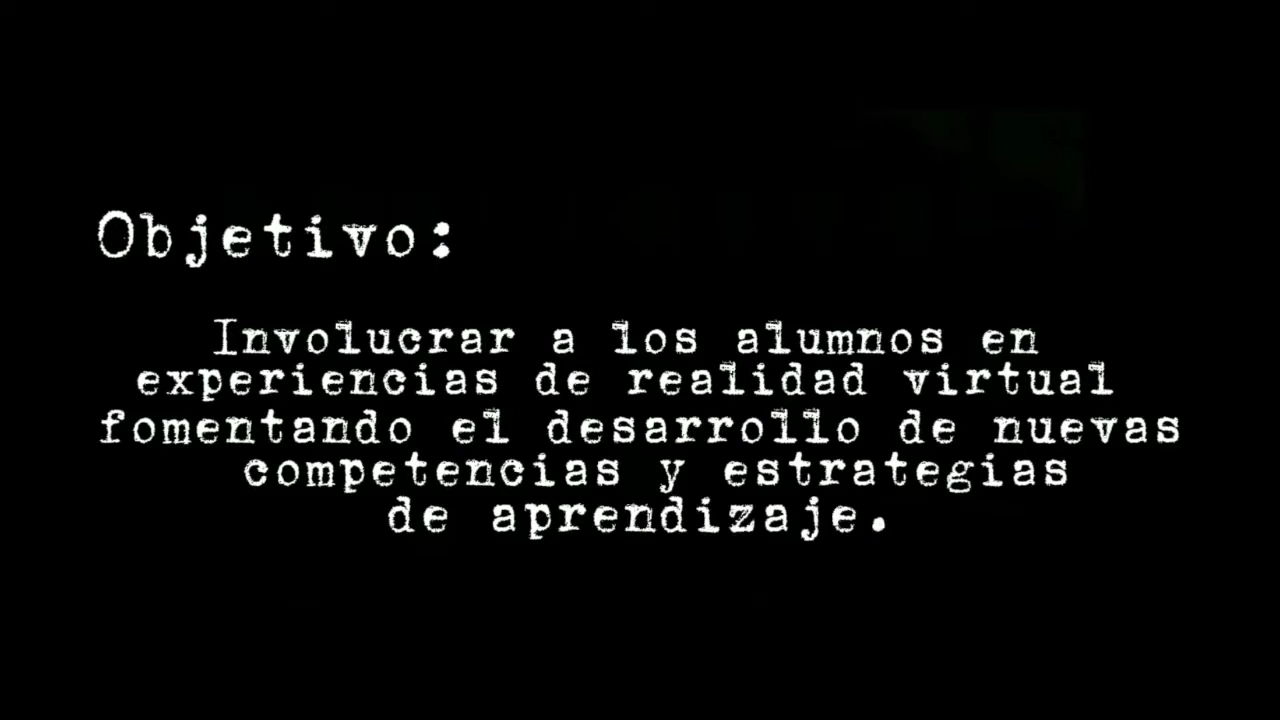 Objetivo:
Involucrar a los alumnos en
experiencias de realidad virtual
fomentando el desarrollo de nuevas
competencias y estrategias
de aprendizaje.